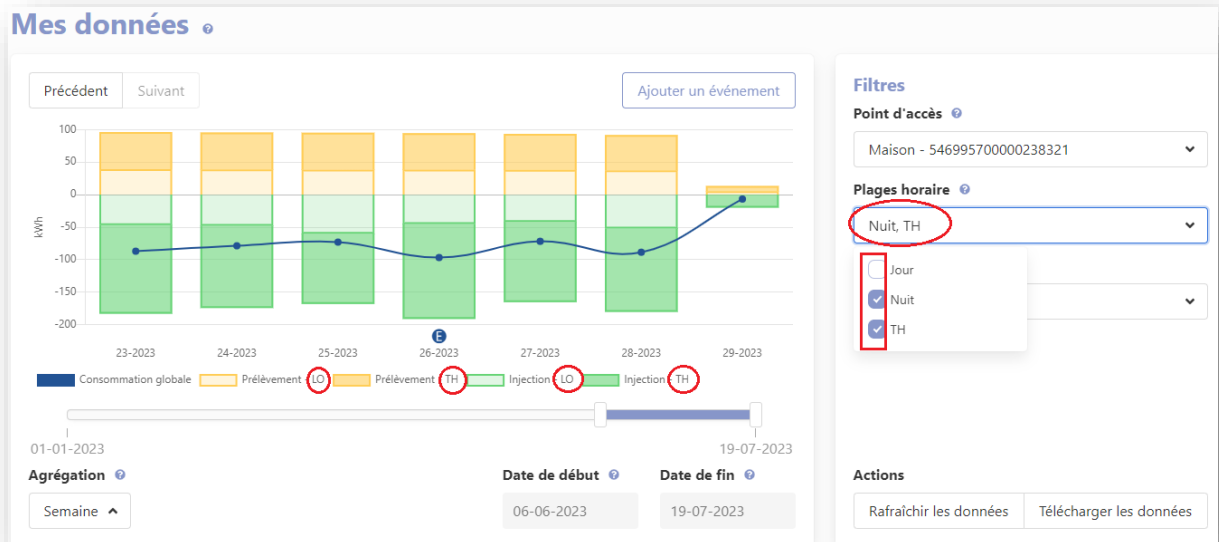 Mes données ?
Précédent Suivant Ajouter un événement
kWh
100
50
0
-50
-100
-150
-200
E
23-2023 24-2023 25-2023 26-2023 27-2023 28-2023 29-2023
Consommation globale Prélèvement - LO Prélèvement - TH Injection - LO Injection - TH
01-01-2023 19-07-2023
Agrégation ? Date de début ? Date de fin ?
Semaine 06-06-2023 19-07-2023
Filtres
Point d'accès ?
Maison - 546995700000238321
Plages horaire ?
Nuit, TH
Jour
Nuit
TH
Actions
Rafraîchir les données Télécharger les données